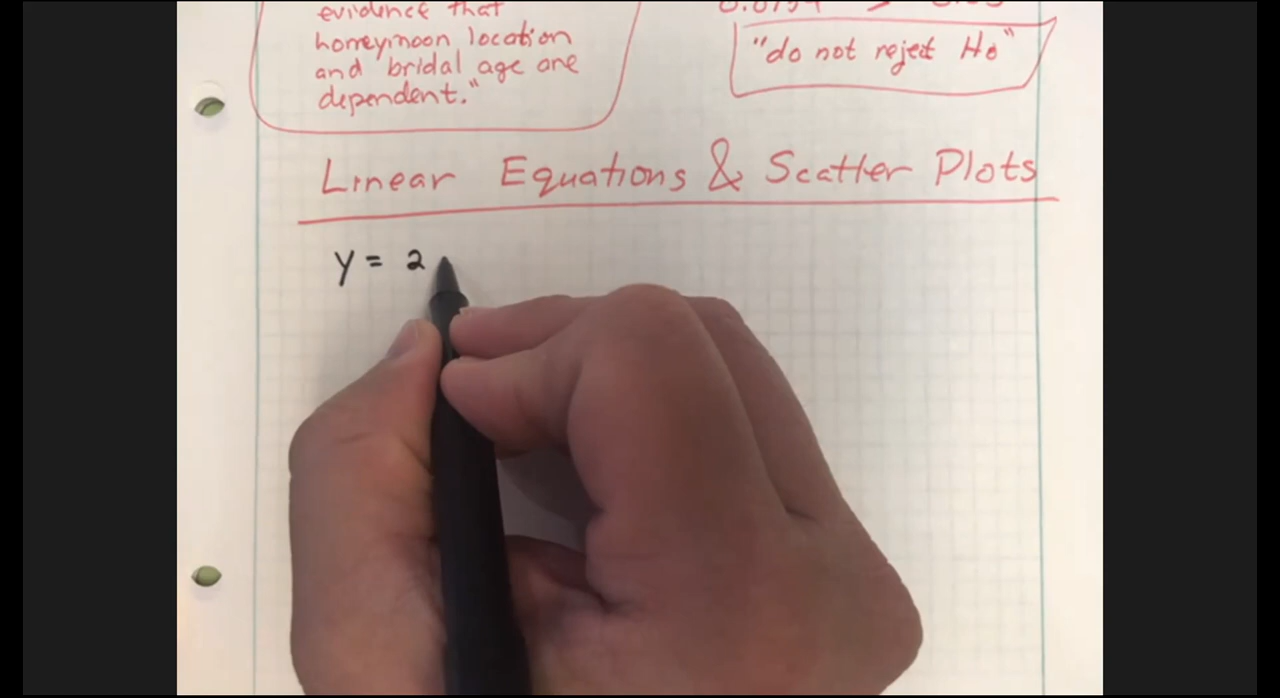 evidence that
honeymoon location
and bridal age are
dependent."
"do not reject Ho"
Linear Equations & Scatter Plots
y = 2